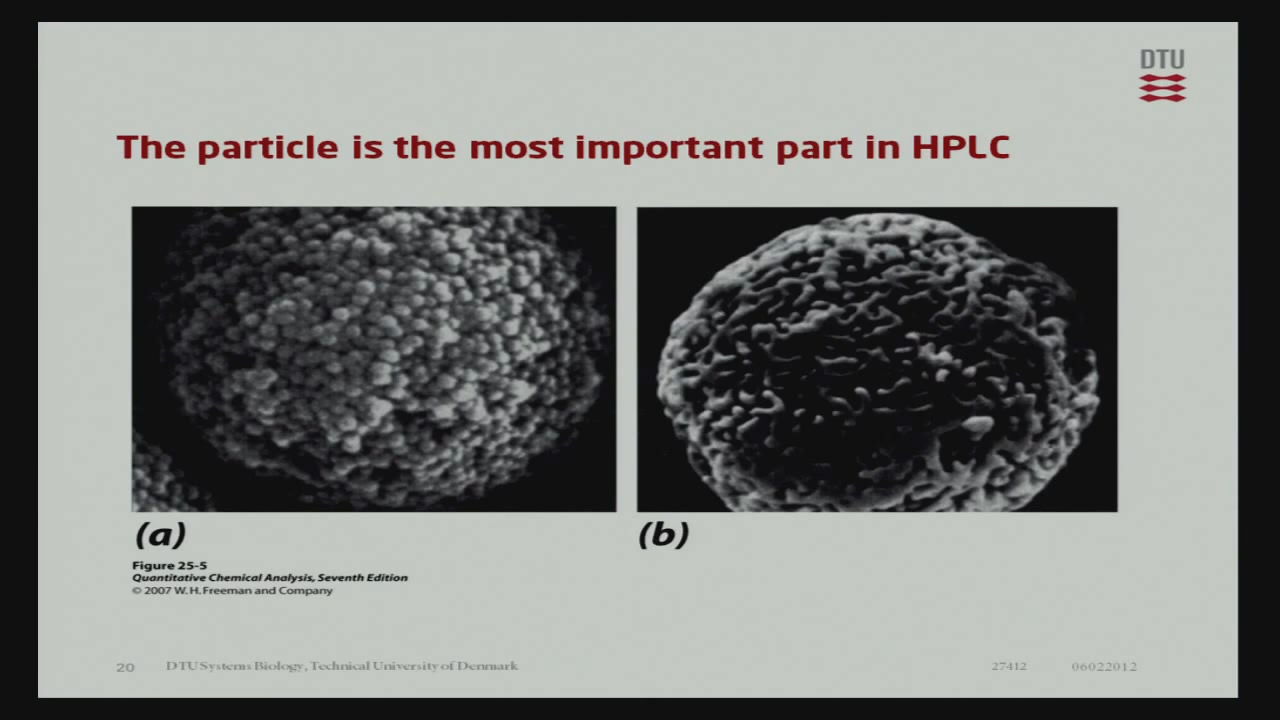 DTU
The particle is the most important part in HPLC
(a)
(b)
Figure 25-5
Quantitative Chemical Analysis, Seventh Edition
© 2007 W. H. Freeman and Company
20
DTU Systems Biology, Technical University of Denmark
27412
06022012